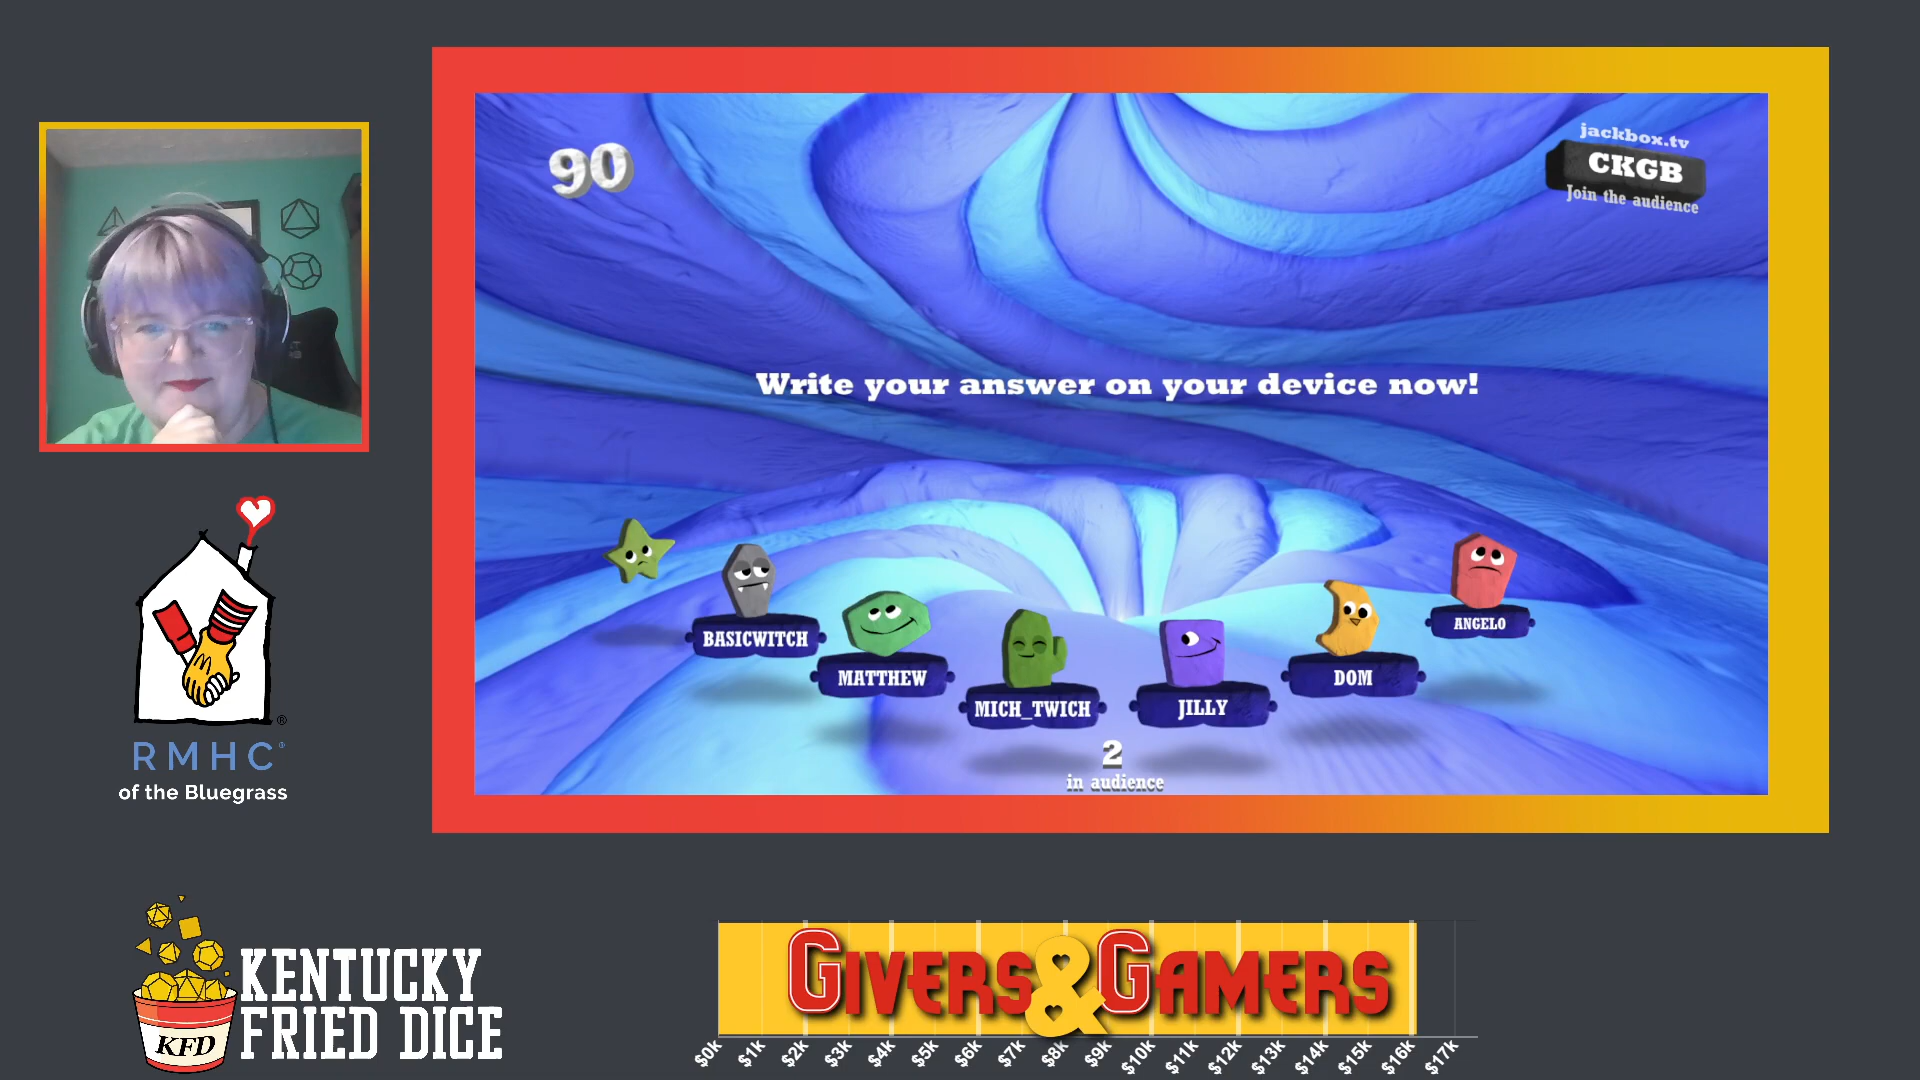 90
jackbox.tv
CKGB
Join the audience
Write your answer on your device now!
BASICWITCH
MATTHEW
MICH_TWICH
JILLY
DOM
ANGELO
2
in audience
RMHC®
of the Bluegrass
KFD
KENTUCKY
FRIED DICE
GIVERS & GAMERS
$0k $1k $2k $3k $4k $5k $6k $7k $8k $9k $10k $11k $12k $13k $14k $15k $16k $17k